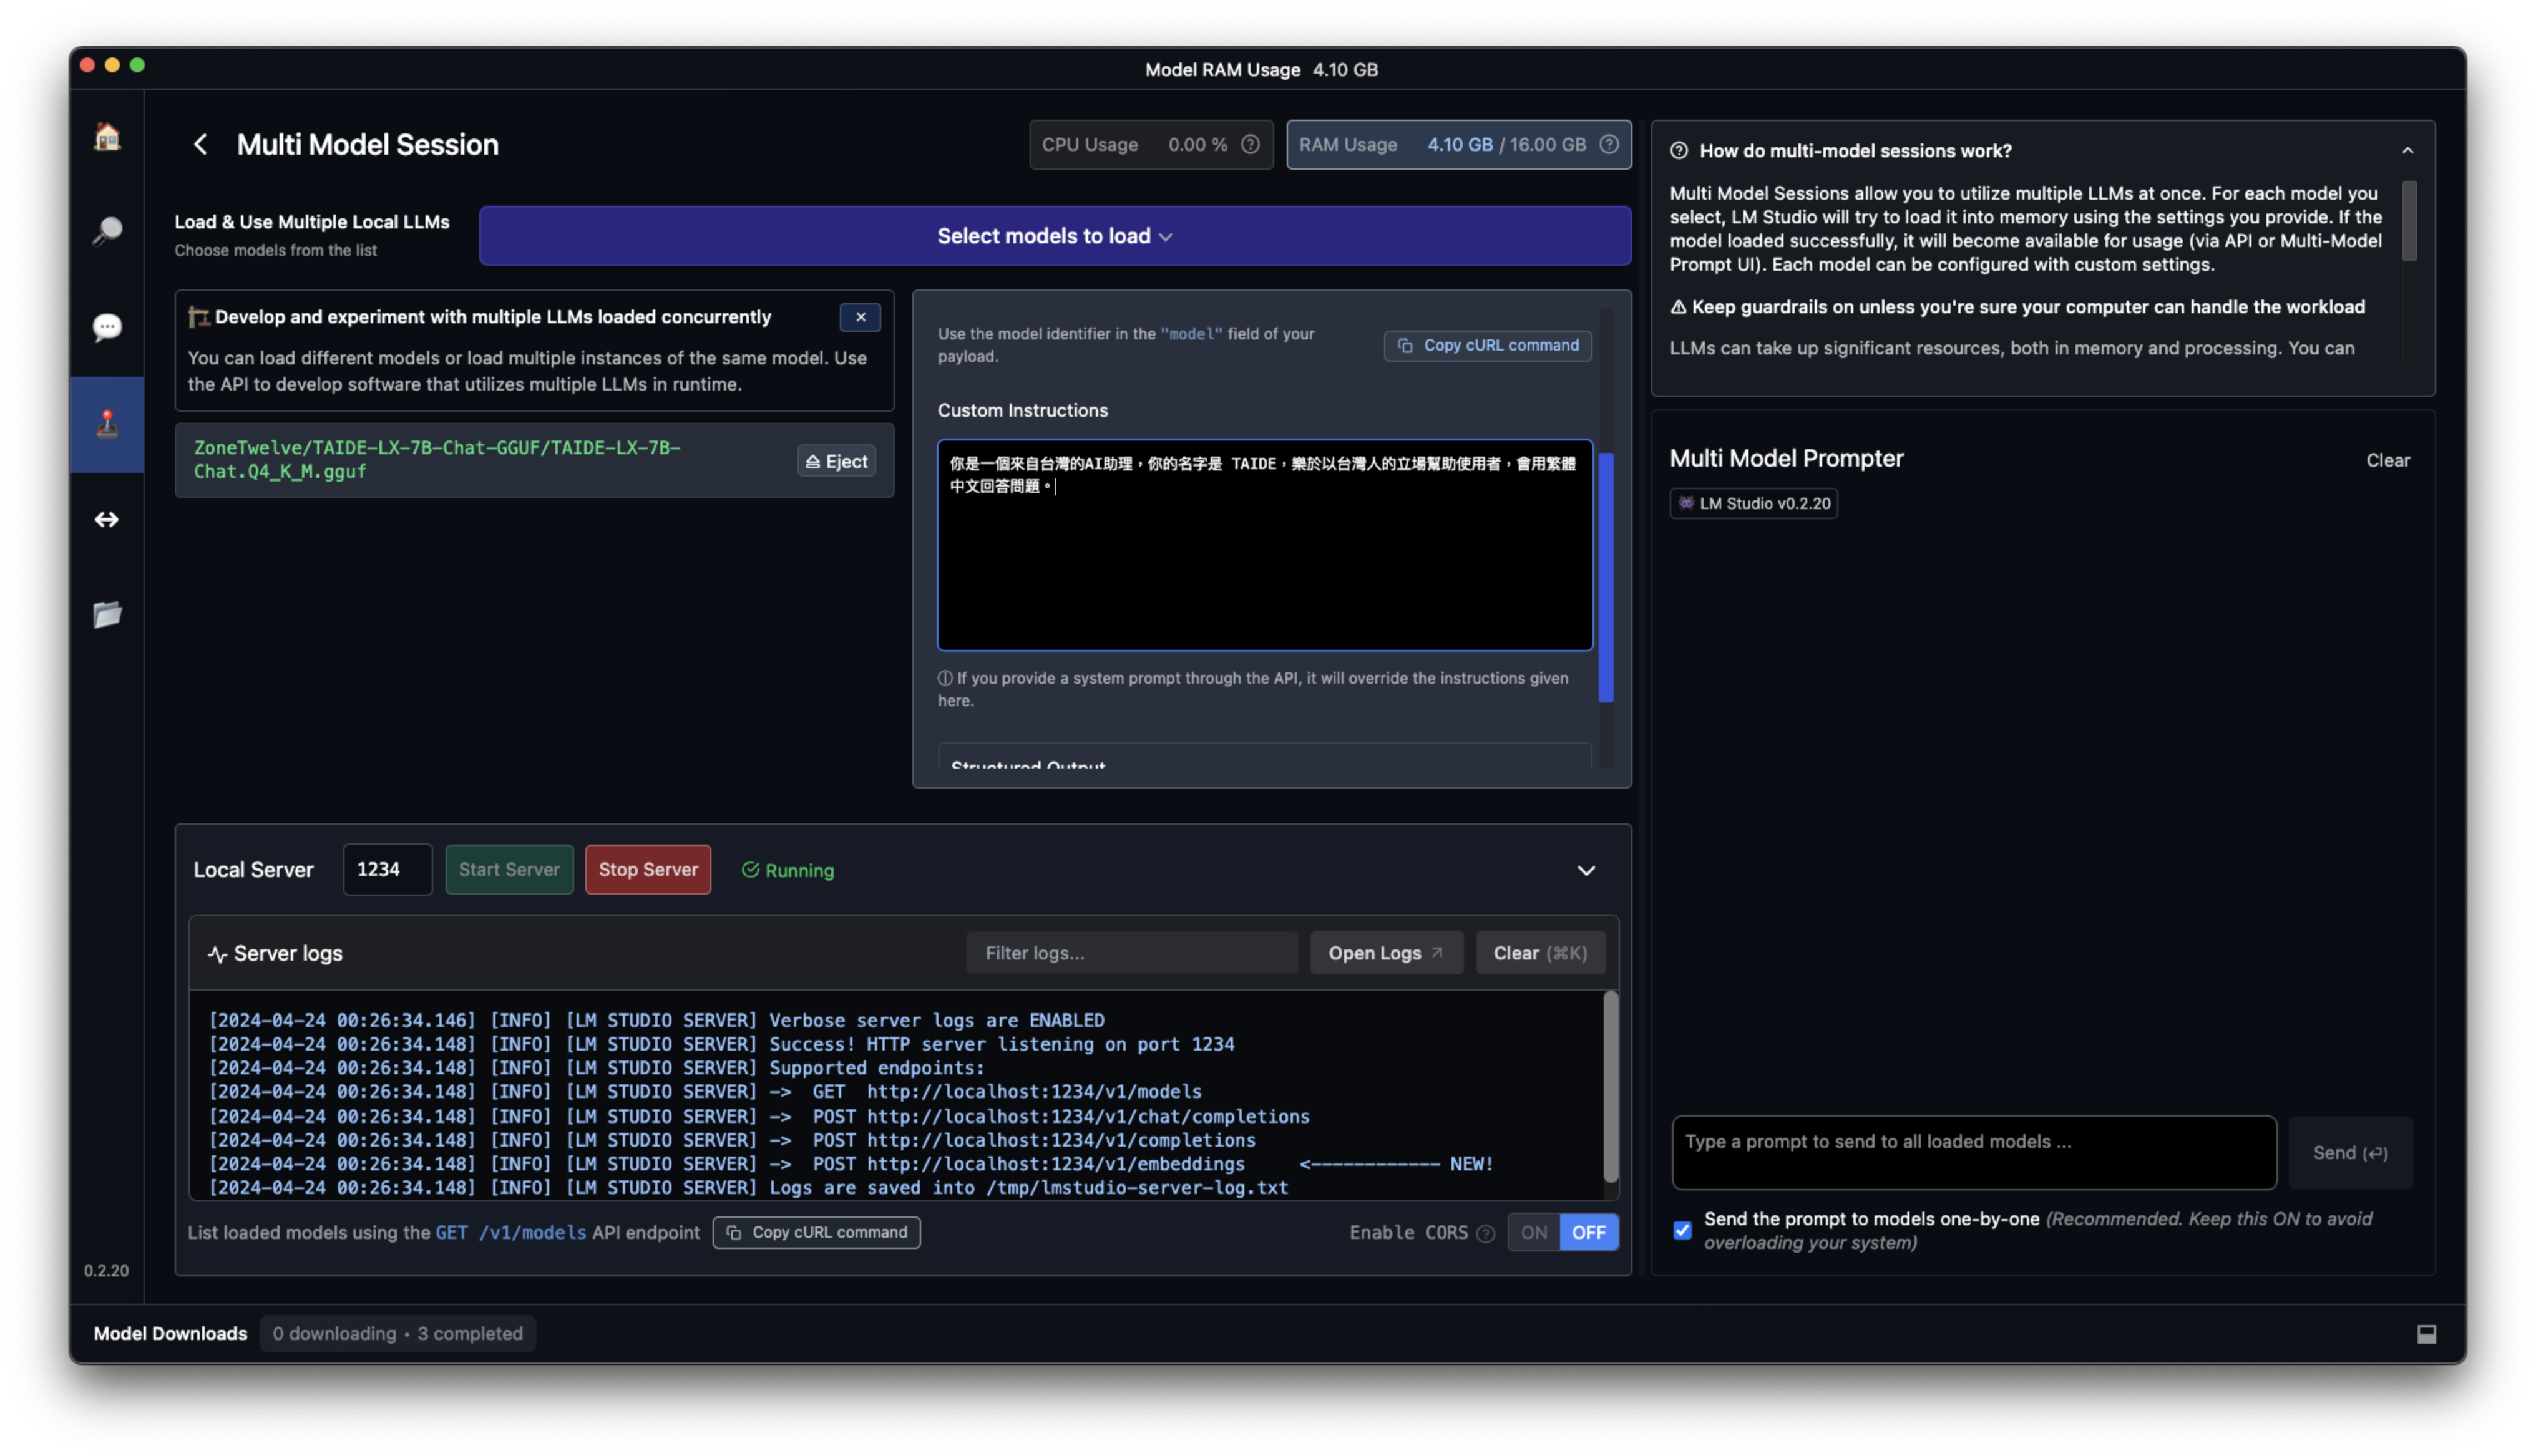 Model RAM Usage 4.10 GB
Multi Model Session
CPU Usage 0.00 %
RAM Usage 4.10 GB / 16.00 GB
Load & Use Multiple Local LLMs
Choose models from the list
Select models to load
Develop and experiment with multiple LLMs loaded concurrently
You can load different models or load multiple instances of the same model. Use
the API to develop software that utilizes multiple LLMs in runtime.
ZoneTwelve/TAIDE-LX-7B-Chat-GGUF/TAIDE-LX-7B-
Chat.Q4_K_M.gguf
Eject
Use the model identifier in the "model" field of your
payload.
Copy cURL command
Custom Instructions
你是一個來自台灣的AI助理，你的名字是 TAIDE，樂於以台灣人的立場幫助使用者，會用繁體
中文回答問題。
If you provide a system prompt through the API, it will override the instructions given
here.
Structured Output
Local Server 1234 Start Server Stop Server Running
Server logs
Filter logs...
Open Logs
Clear (⌘K)
[2024-04-24 00:26:34.146] [INFO] [LM STUDIO SERVER] Verbose server logs are ENABLED
[2024-04-24 00:26:34.148] [INFO] [LM STUDIO SERVER] Success! HTTP server listening on port 1234
[2024-04-24 00:26:34.148] [INFO] [LM STUDIO SERVER] Supported endpoints:
[2024-04-24 00:26:34.148] [INFO] [LM STUDIO SERVER] -> GET http://localhost:1234/v1/models
[2024-04-24 00:26:34.148] [INFO] [LM STUDIO SERVER] -> POST http://localhost:1234/v1/chat/completions
[2024-04-24 00:26:34.148] [INFO] [LM STUDIO SERVER] -> POST http://localhost:1234/v1/completions
[2024-04-24 00:26:34.148] [INFO] [LM STUDIO SERVER] -> POST http://localhost:1234/v1/embeddings <------------ NEW!
[2024-04-24 00:26:34.148] [INFO] [LM STUDIO SERVER] Logs are saved into /tmp/lmstudio-server-log.txt
List loaded models using the GET /v1/models API endpoint
Copy cURL command
Enable CORS ON OFF
How do multi-model sessions work?
Multi Model Sessions allow you to utilize multiple LLMs at once. For each model you
select, LM Studio will try to load it into memory using the settings you provide. If the
model loaded successfully, it will become available for usage (via API or Multi-Model
Prompt UI). Each model can be configured with custom settings.
⚠ Keep guardrails on unless you're sure your computer can handle the workload
LLMs can take up significant resources, both in memory and processing. You can
Multi Model Prompter
Clear
LM Studio v0.2.20
Type a prompt to send to all loaded models ...
Send (⏎)
Send the prompt to models one-by-one (Recommended. Keep this ON to avoid
overloading your system)
0.2.20
Model Downloads 0 downloading • 3 completed